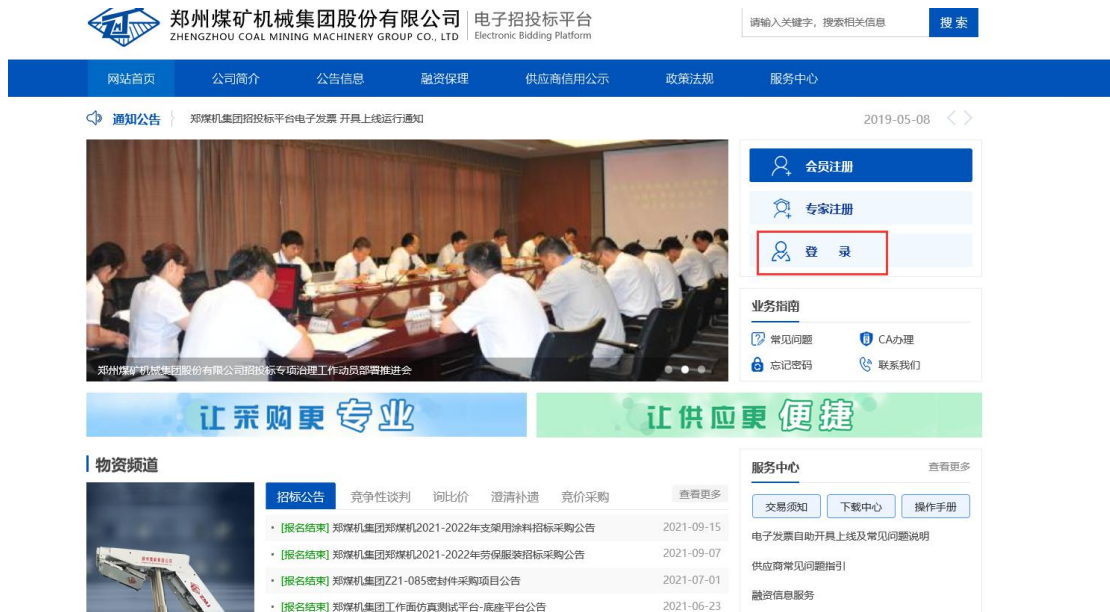 郑州煤矿机械集团股份有限公司
ZHENGZHOU COAL MINING MACHINERY GROUP CO., LTD
电子招投标平台
Electronic Bidding Platform
请输入关键字，搜索相关信息
搜索
网站首页 公司简介 公告信息 融资保理 供应商信用公示 政策法规 服务中心
通知公告 郑煤机集团招投标平台电子发票 开具上线运行通知 2019-05-08
会员注册
专家注册
登 录
郑州煤矿机械集团股份有限公司招投标专项治理工作动员部署推进会
业务指南
常见问题 CA办理
忘记密码 联系我们
让采购更专业
让供应更便捷
物资频道
招标公告 竞争性谈判 询比价 澄清补遗 竞价采购 查看更多
[报名结束] 郑煤机集团郑煤机2021-2022年支架用涂料招标采购公告 2021-09-15
[报名结束] 郑煤机集团郑煤机2021-2022年劳保服装招标采购公告 2021-09-07
[报名结束] 郑煤机集团Z21-085密封件采购项目公告 2021-07-01
[报名结束] 郑煤机集团工作面仿真测试平台-底座平台公告 2021-06-23
服务中心 查看更多
交易须知 下载中心 操作手册
电子发票自助开具上线及常见问题说明
供应商常见问题指引
融资信息服务